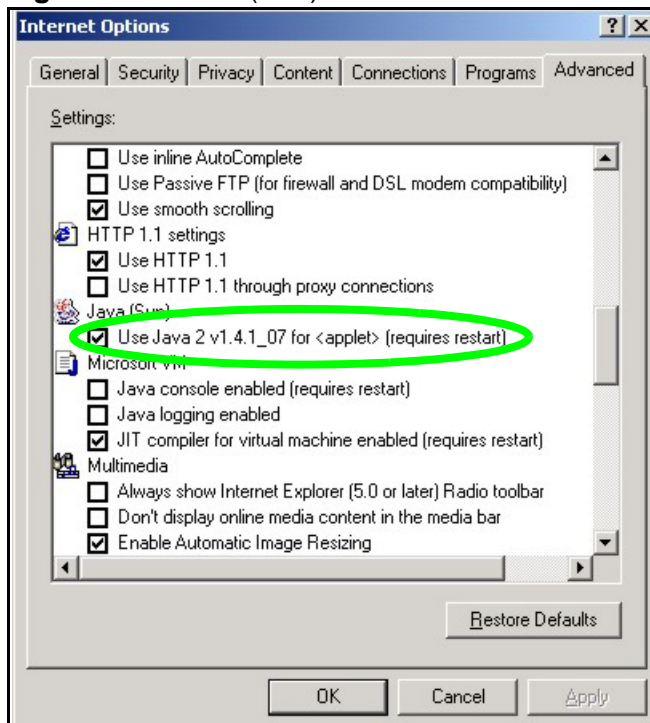 Internet Options
General Security Privacy Content Connections Programs Advanced
Settings:
Use inline AutoComplete
Use Passive FTP (for firewall and DSL modem compatibility)
Use smooth scrolling
HTTP 1.1 settings
Use HTTP 1.1
Use HTTP 1.1 through proxy connections
Java (Sun)
Use Java 2 v1.4.1_07 for <applet> (requires restart)
Microsoft VM
Java console enabled (requires restart)
Java logging enabled
JIT compiler for virtual machine enabled (requires restart)
Multimedia
Always show Internet Explorer (5.0 or later) Radio toolbar
Don't display online media content in the media bar
Enable Automatic Image Resizing
Restore Defaults
OK Cancel Apply